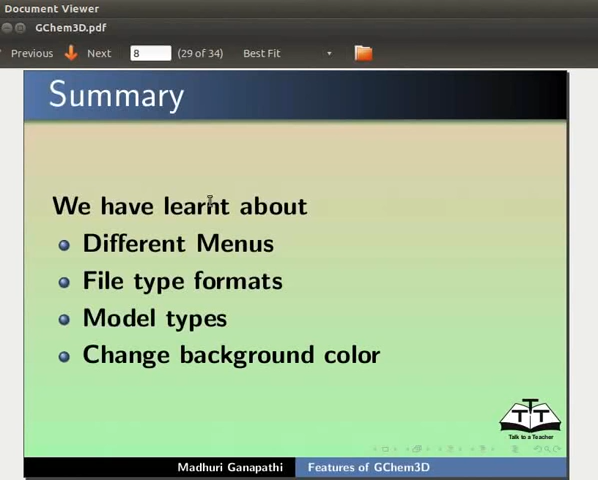 Document Viewer
GChem3D.pdf
Previous Next 8 (29 of 34) Best Fit
Summary
We have learnt about
Different Menus
File type formats
Model types
Change background color
TTT
Talk to a Teacher
Madhuri Ganapathi Features of GChem3D